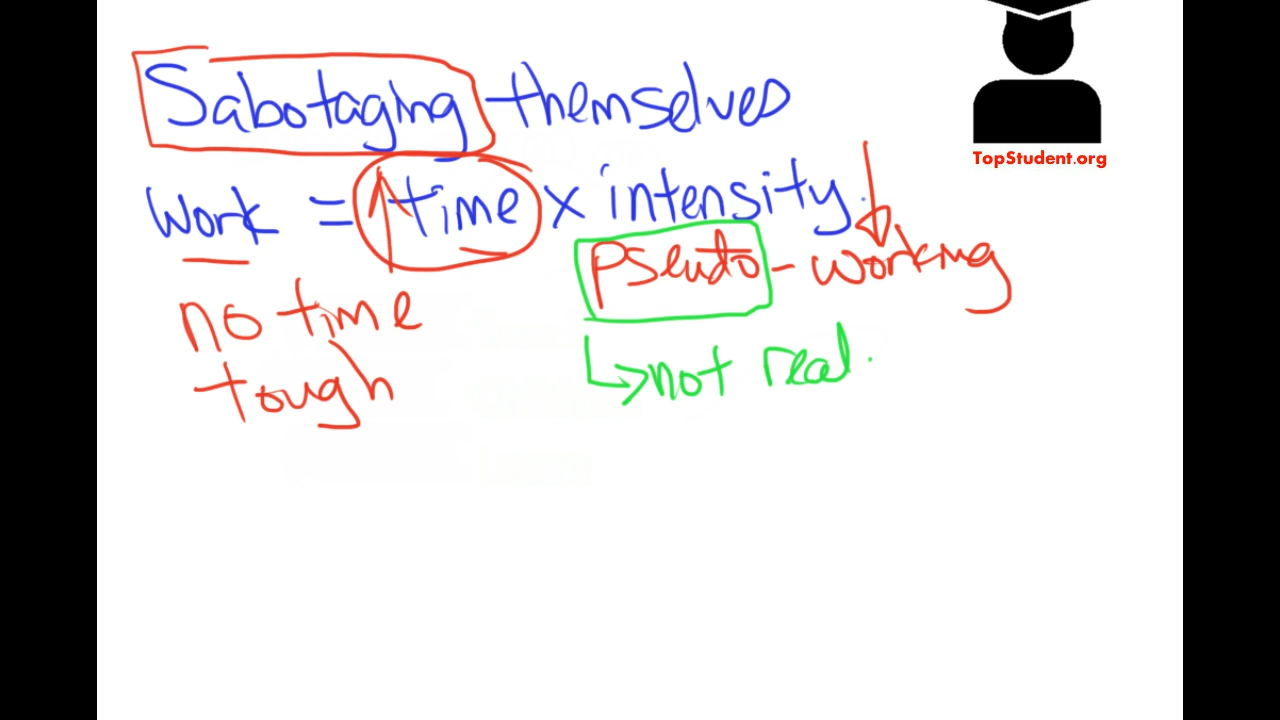 Sabotaging themselves
TopStudent.org
work = time x intensity
pseudo - working
no time
tough
not real.